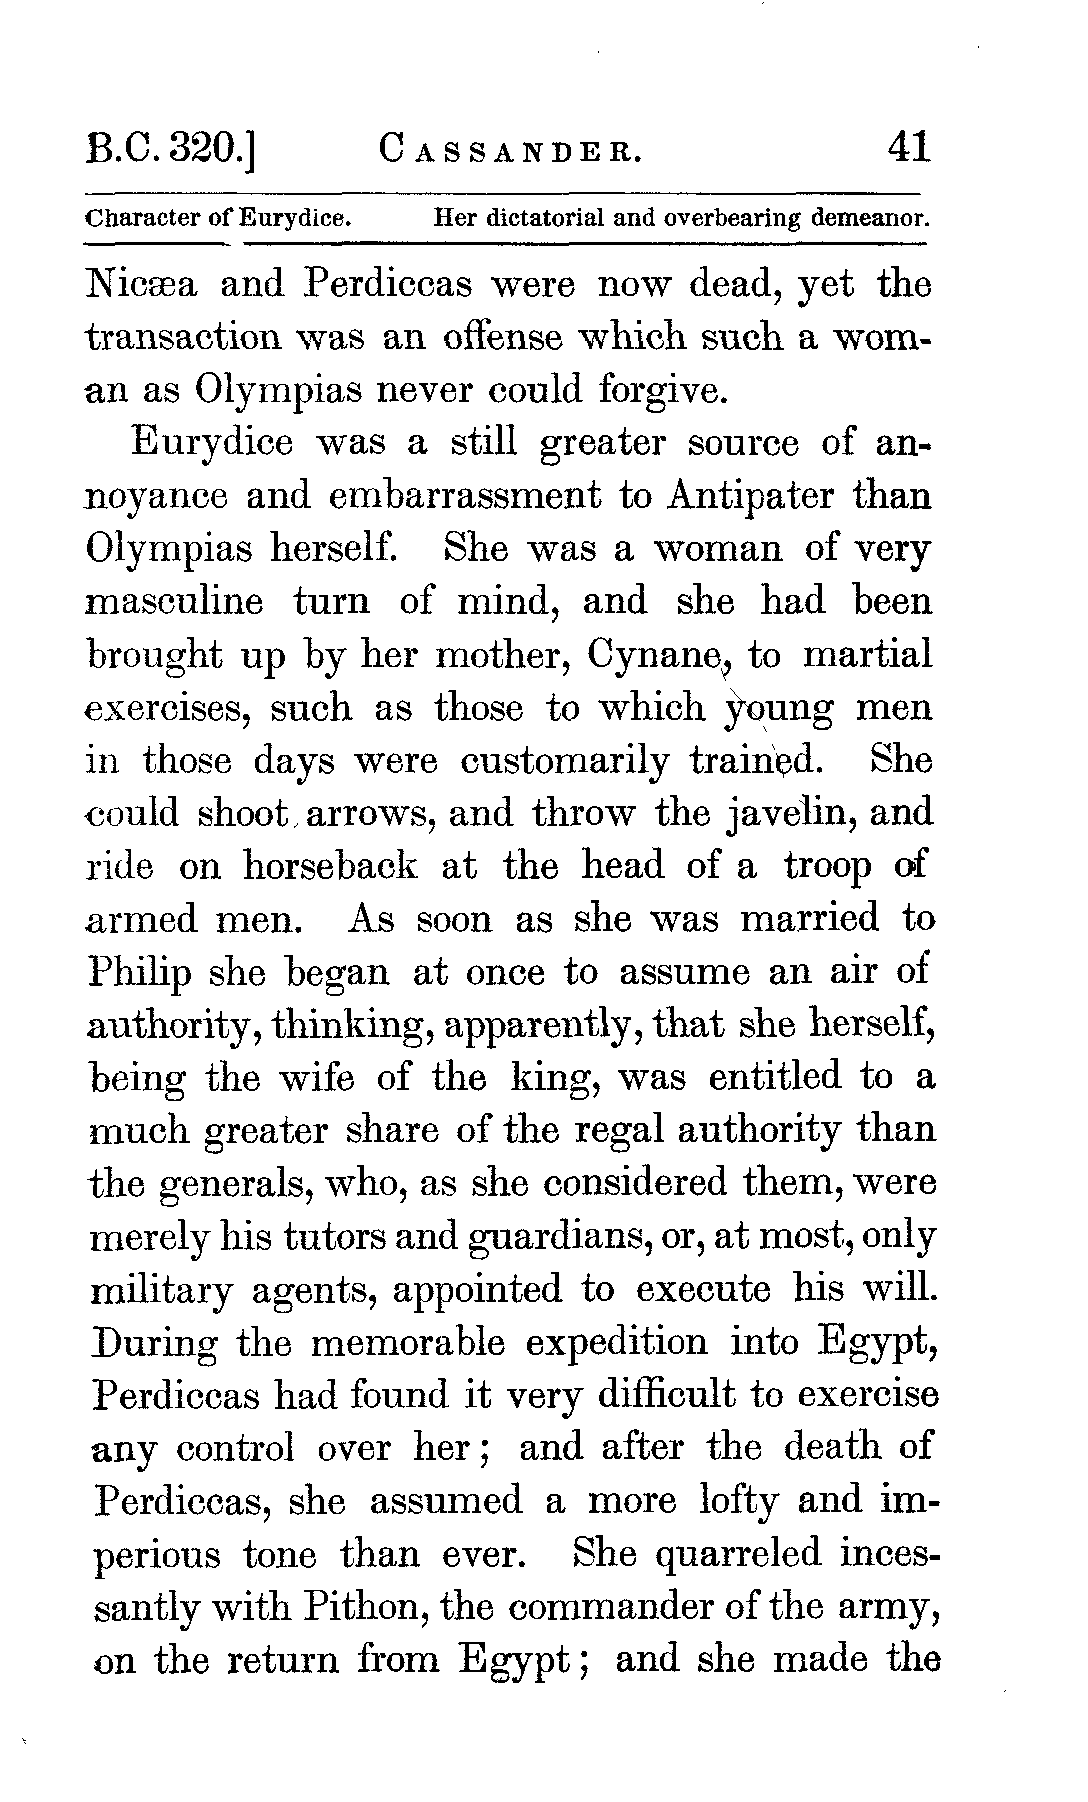 B.C. 320.] CASSANDER. 41
Character of Eurydice. Her dictatorial and overbearing demeanor.
Nicæa and Perdiccas were now dead, yet the
transaction was an offense which such a wom-
an as Olympias never could forgive.
Eurydice was a still greater source of an-
noyance and embarrassment to Antipater than
Olympias herself. She was a woman of very
masculine turn of mind, and she had been
brought up by her mother, Cynane, to martial
exercises, such as those to which young men
in those days were customarily trained. She
could shoot arrows, and throw the javelin, and
ride on horseback at the head of a troop of
armed men. As soon as she was married to
Philip she began at once to assume an air of
authority, thinking, apparently, that she herself,
being the wife of the king, was entitled to a
much greater share of the regal authority than
the generals, who, as she considered them, were
merely his tutors and guardians, or, at most, only
military agents, appointed to execute his will.
During the memorable expedition into Egypt,
Perdiccas had found it very difficult to exercise
any control over her; and after the death of
Perdiccas, she assumed a more lofty and im-
perious tone than ever. She quarreled inces-
santly with Pithon, the commander of the army,
on the return from Egypt; and she made the